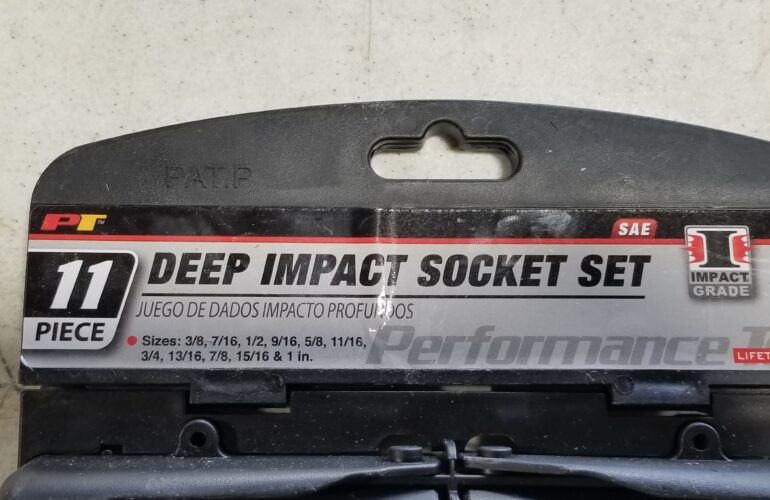 PAT.P
PT™
SAE
11
PIECE
DEEP IMPACT SOCKET SET
IMPACT
GRADE
JUEGO DE DADOS IMPACTO PROFUNDOS
• Sizes: 3/8, 7/16, 1/2, 9/16, 5/8, 11/16,
3/4, 13/16, 7/8, 15/16 & 1 in.
Performance